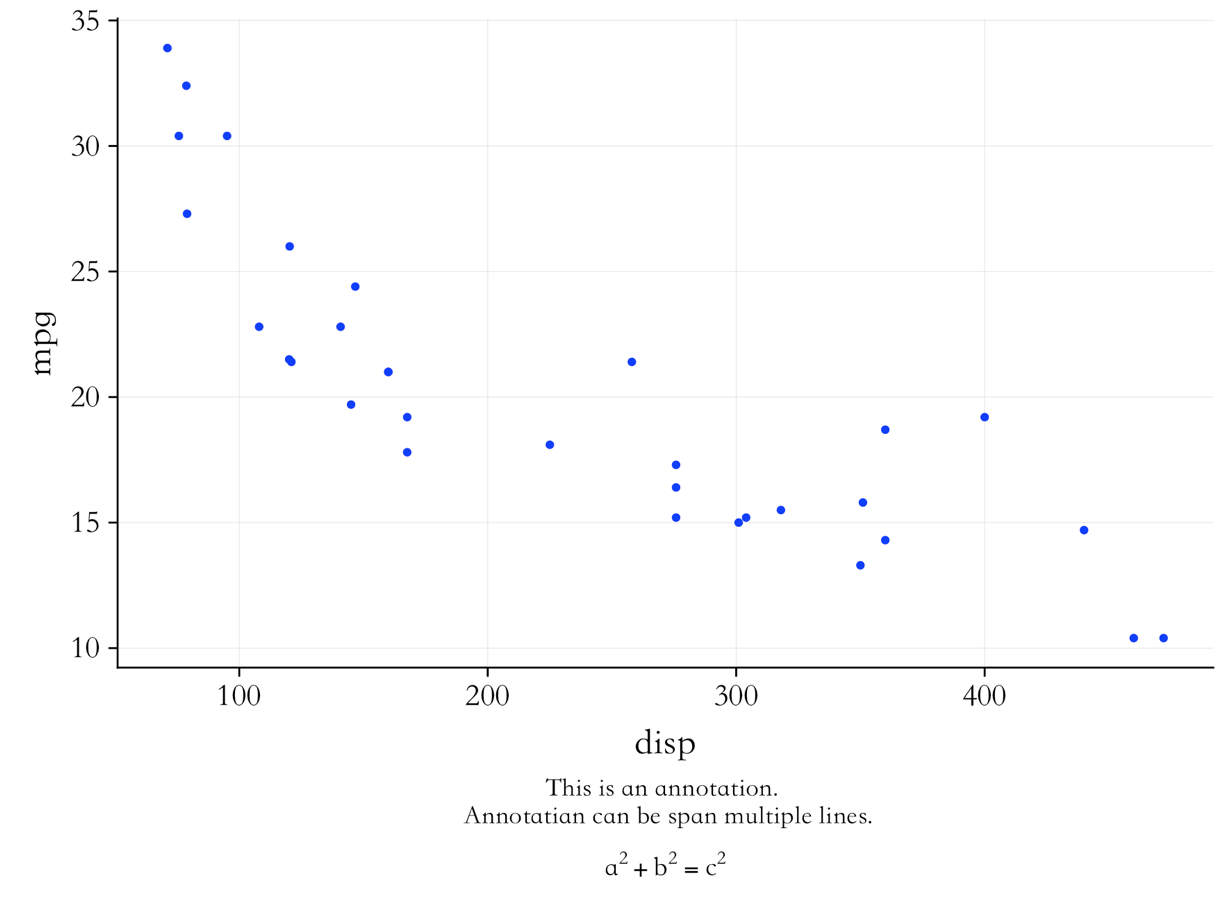 35
30
25
20
15
10
mpg
100 200 300 400
disp
This is an annotation.
Annotatian can be span multiple lines.
a² + b² = c²